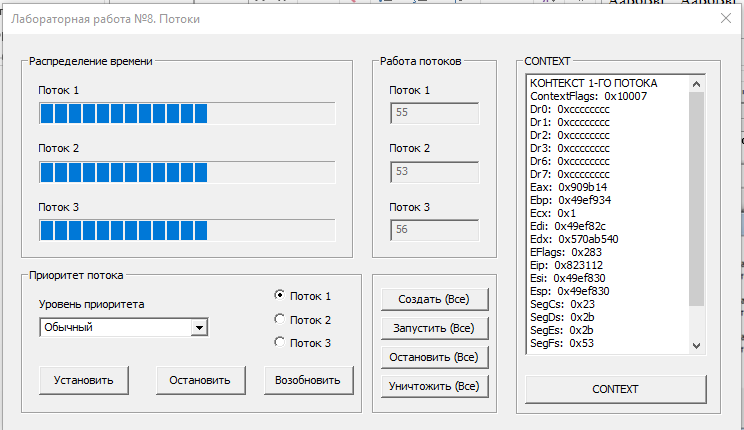 Лабораторная работа №8. Потоки
Распределение времени
Поток 1
Поток 2
Поток 3
Работа потоков
Поток 1
55
Поток 2
53
Поток 3
56
CONTEXT
КОНТЕКСТ 1-ГО ПОТОКА
ContextFlags: 0x10007
Dr0: 0xcccccccc
Dr1: 0xcccccccc
Dr2: 0xcccccccc
Dr3: 0xcccccccc
Dr6: 0xcccccccc
Dr7: 0xcccccccc
Eax: 0x909b14
Ebp: 0x49ef934
Ecx: 0x1
Edi: 0x49ef82c
Edx: 0x570ab540
EFlags: 0x283
Eip: 0x823112
Esi: 0x49ef830
Esp: 0x49ef830
SegCs: 0x23
SegDs: 0x2b
SegEs: 0x2b
SegFs: 0x53
CONTEXT
Приоритет потока
Уровень приоритета
Обычный
Поток 1
Поток 2
Поток 3
Установить
Остановить
Возобновить
Создать (Все)
Запустить (Все)
Остановить (Все)
Уничтожить (Все)